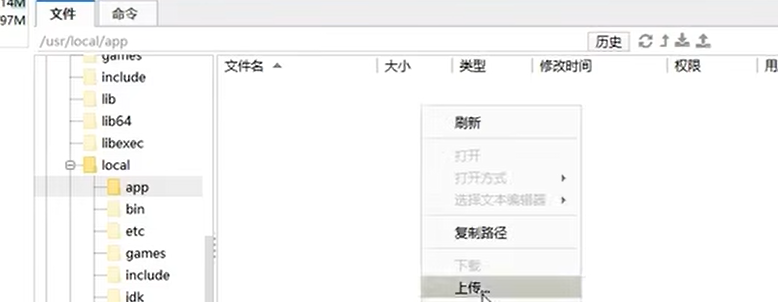 14M
97M
文件 命令
/usr/local/app 历史
文件名 大小 类型 修改时间 权限 用
games
include
lib
lib64
libexec
local
app
bin
etc
games
include
jdk
刷新
打开
打开方式
选择文本编辑器
复制路径
下载
上传...